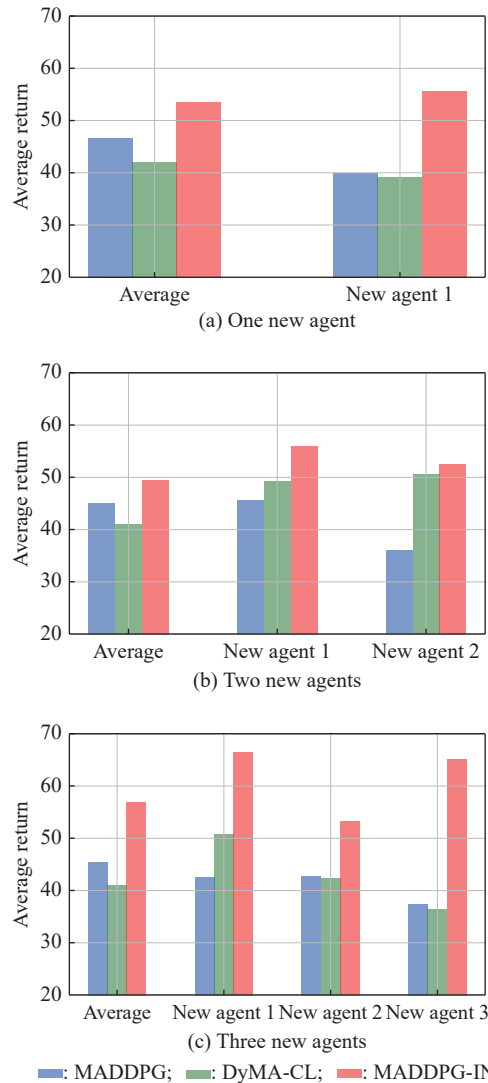 70
60
50
40
30
20
Average return
Average New agent 1
(a) One new agent
70
60
50
40
30
20
Average return
Average New agent 1 New agent 2
(b) Two new agents
70
60
50
40
30
20
Average return
Average New agent 1 New agent 2 New agent 3
(c) Three new agents
: MADDPG; : DyMA-CL; : MADDPG-IN